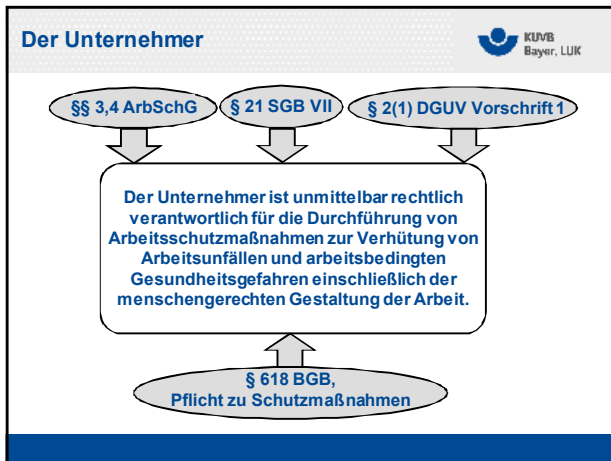 Der Unternehmer
KUVB
Bayer. LUK
§§ 3,4 ArbSchG
§ 21 SGB VII
§ 2(1) DGUV Vorschrift 1
Der Unternehmer ist unmittelbar rechtlich
verantwortlich für die Durchführung von
Arbeitsschutzmaßnahmen zur Verhütung von
Arbeitsunfällen und arbeitsbedingten
Gesundheitsgefahren einschließlich der
menschengerechten Gestaltung der Arbeit.
§ 618 BGB,
Pflicht zu Schutzmaßnahmen